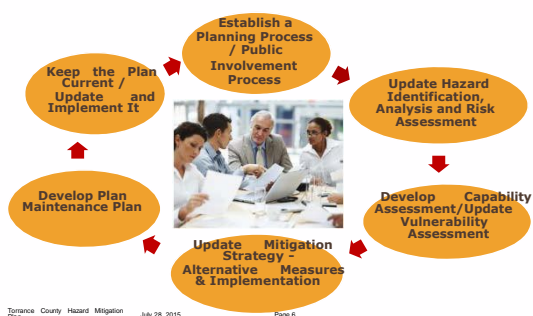 Establish a
Planning Process
/ Public
Involvement
Process
Update Hazard
Identification,
Analysis and Risk
Assessment
Develop Capability
Assessment/Update
Vulnerability
Assessment
Update Mitigation
Strategy -
Alternative Measures
& Implementation
Develop Plan
Maintenance Plan
Keep the Plan
Current /
Update and
Implement It
Torrance County Hazard Mitigation
Plan
July 28, 2015
Page 6